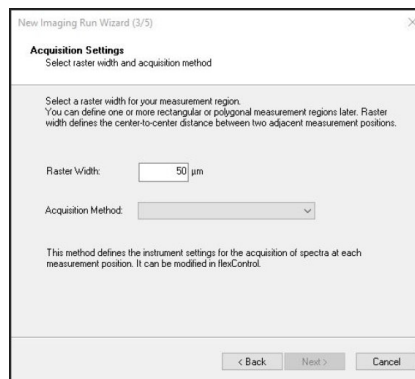 New Imaging Run Wizard (3/5)
Acquisition Settings
Select raster width and acquisition method
Select a raster width for your measurement region.
You can define one or more rectangular or polygonal measurement regions later. Raster
width defines the center-to-center distance between two adjacent measurement positions.
Raster Width: 50 µm
Acquisition Method:
This method defines the instrument settings for the acquisition of spectra at each
measurement position. It can be modified in flexControl.
< Back Next > Cancel